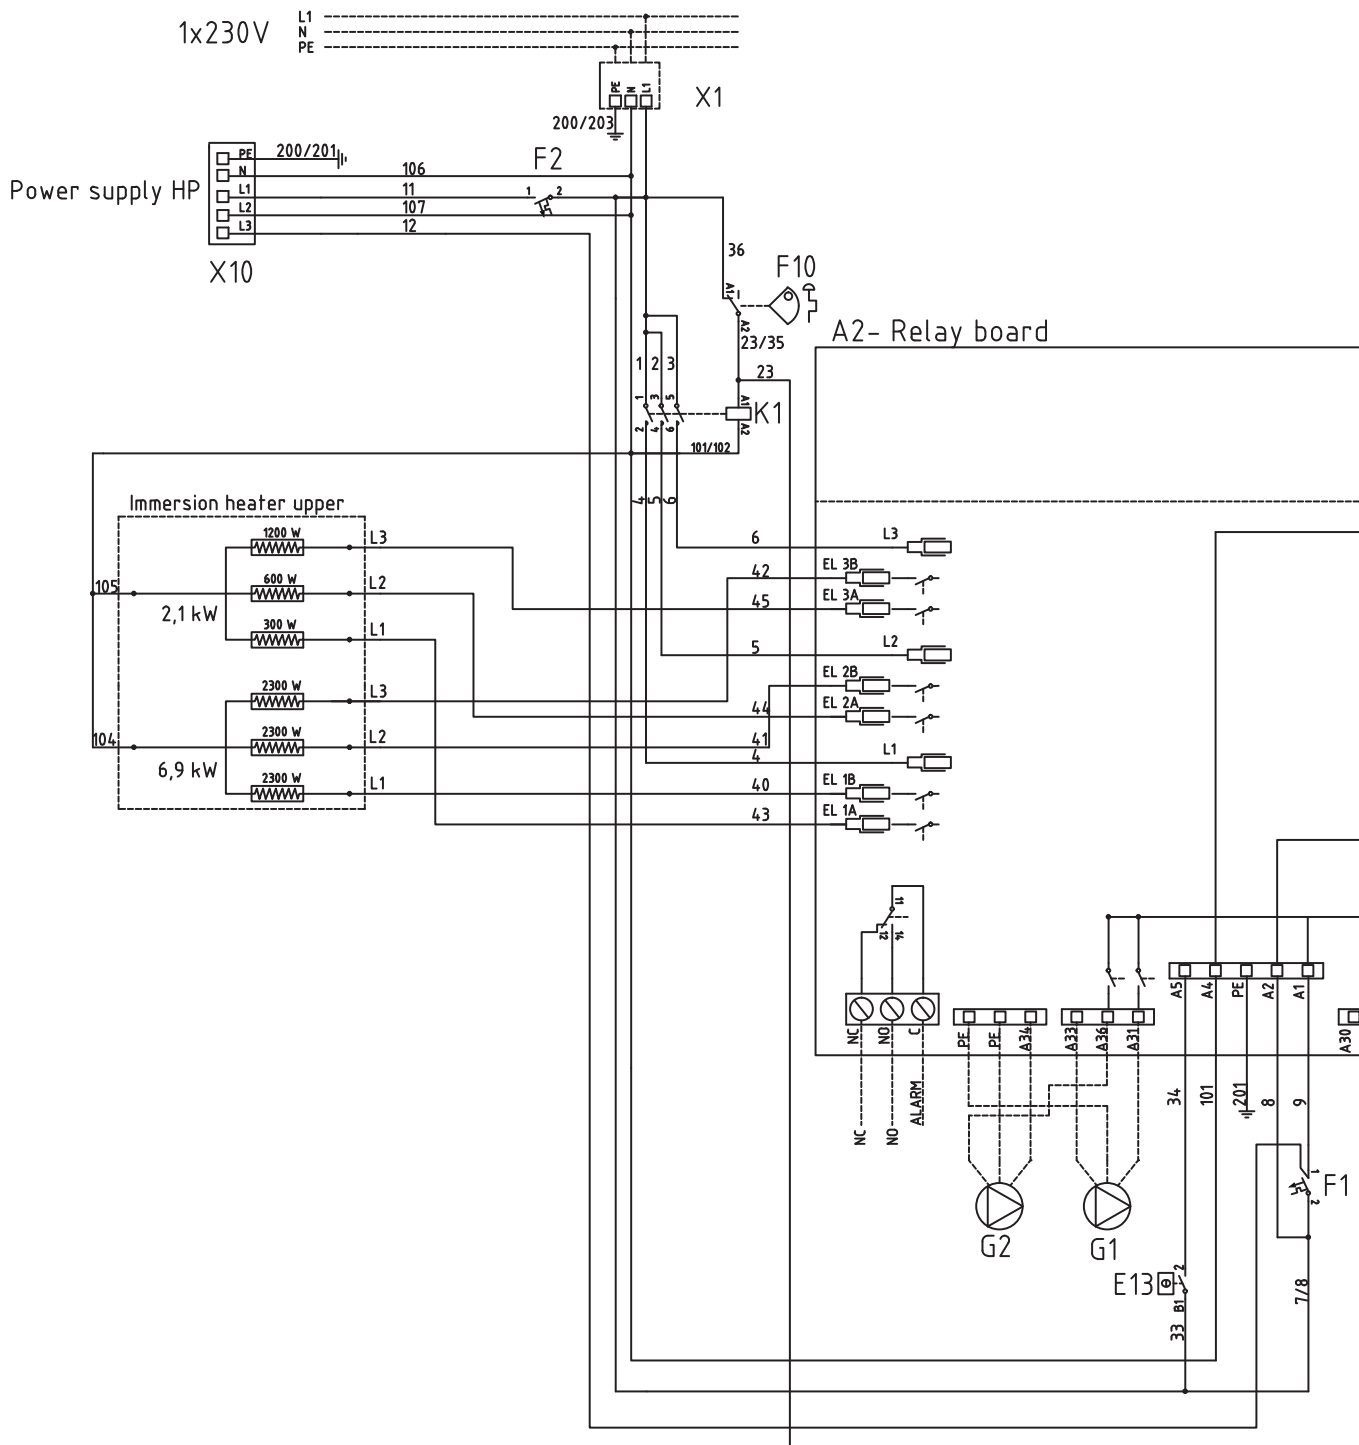 1x230V
L1
N
PE
PE
N
L1
X1
200/203
PE
200/201
N
106
F2
Power supply HP
L1
11
1
2
L2
107
L3
12
X10
36
F10
A1
A2
23/35
A2- Relay board
1
2
3
23
1
3
5
A1
K1
2
4
6
A2
101/102
4
5
6
Immersion heater upper
1200 W
L3
6
L3
105
600 W
L2
42
EL 3B
2,1 kW
45
EL 3A
300 W
L1
5
L2
2300 W
L3
EL 2B
44
EL 2A
104
2300 W
L2
41
4
L1
6,9 kW
2300 W
L1
40
EL 1B
43
EL 1A
11
12
14
A5
A4
PE
A2
A1
NC
NO
C
PE
PE
A34
A33
A36
A31
A30
ALARM
NC
NO
34
101
201
8
9
1
F1
2
G2
G1
E13
2
B1
33
7/8